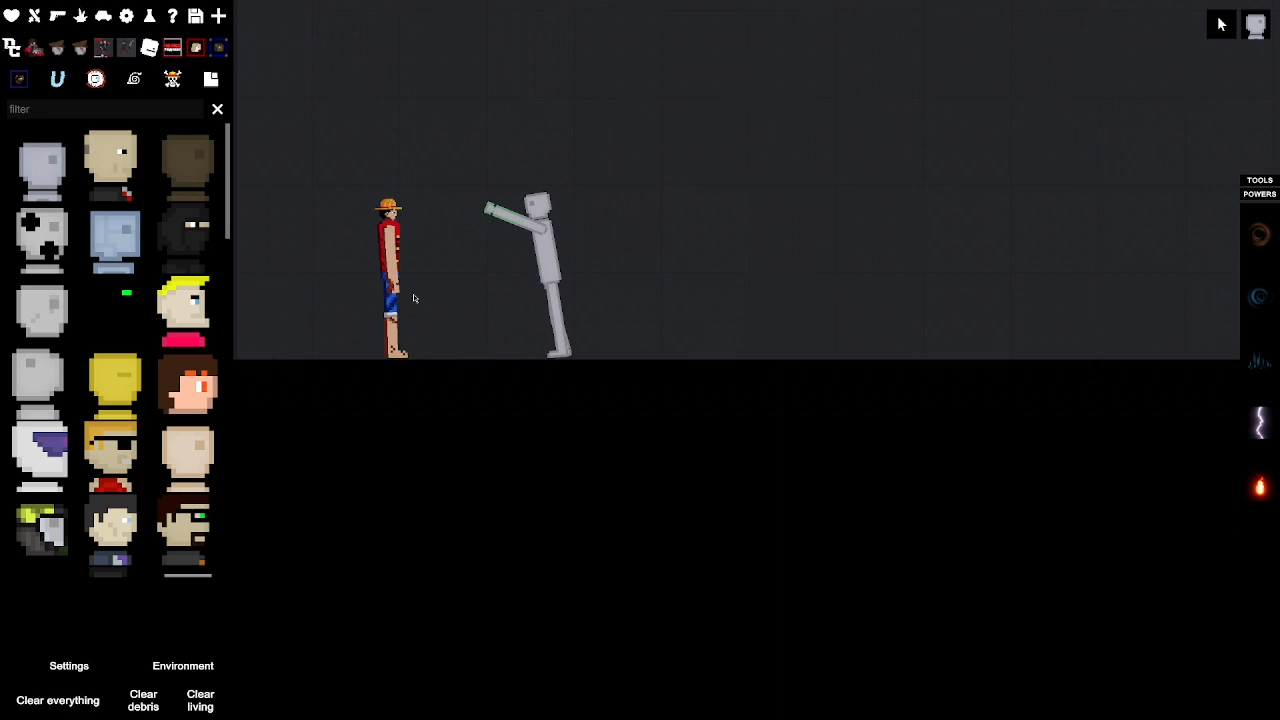 ?
filter
TOOLS
POWERS
Settings
Environment
Clear everything
Clear debris
Clear living